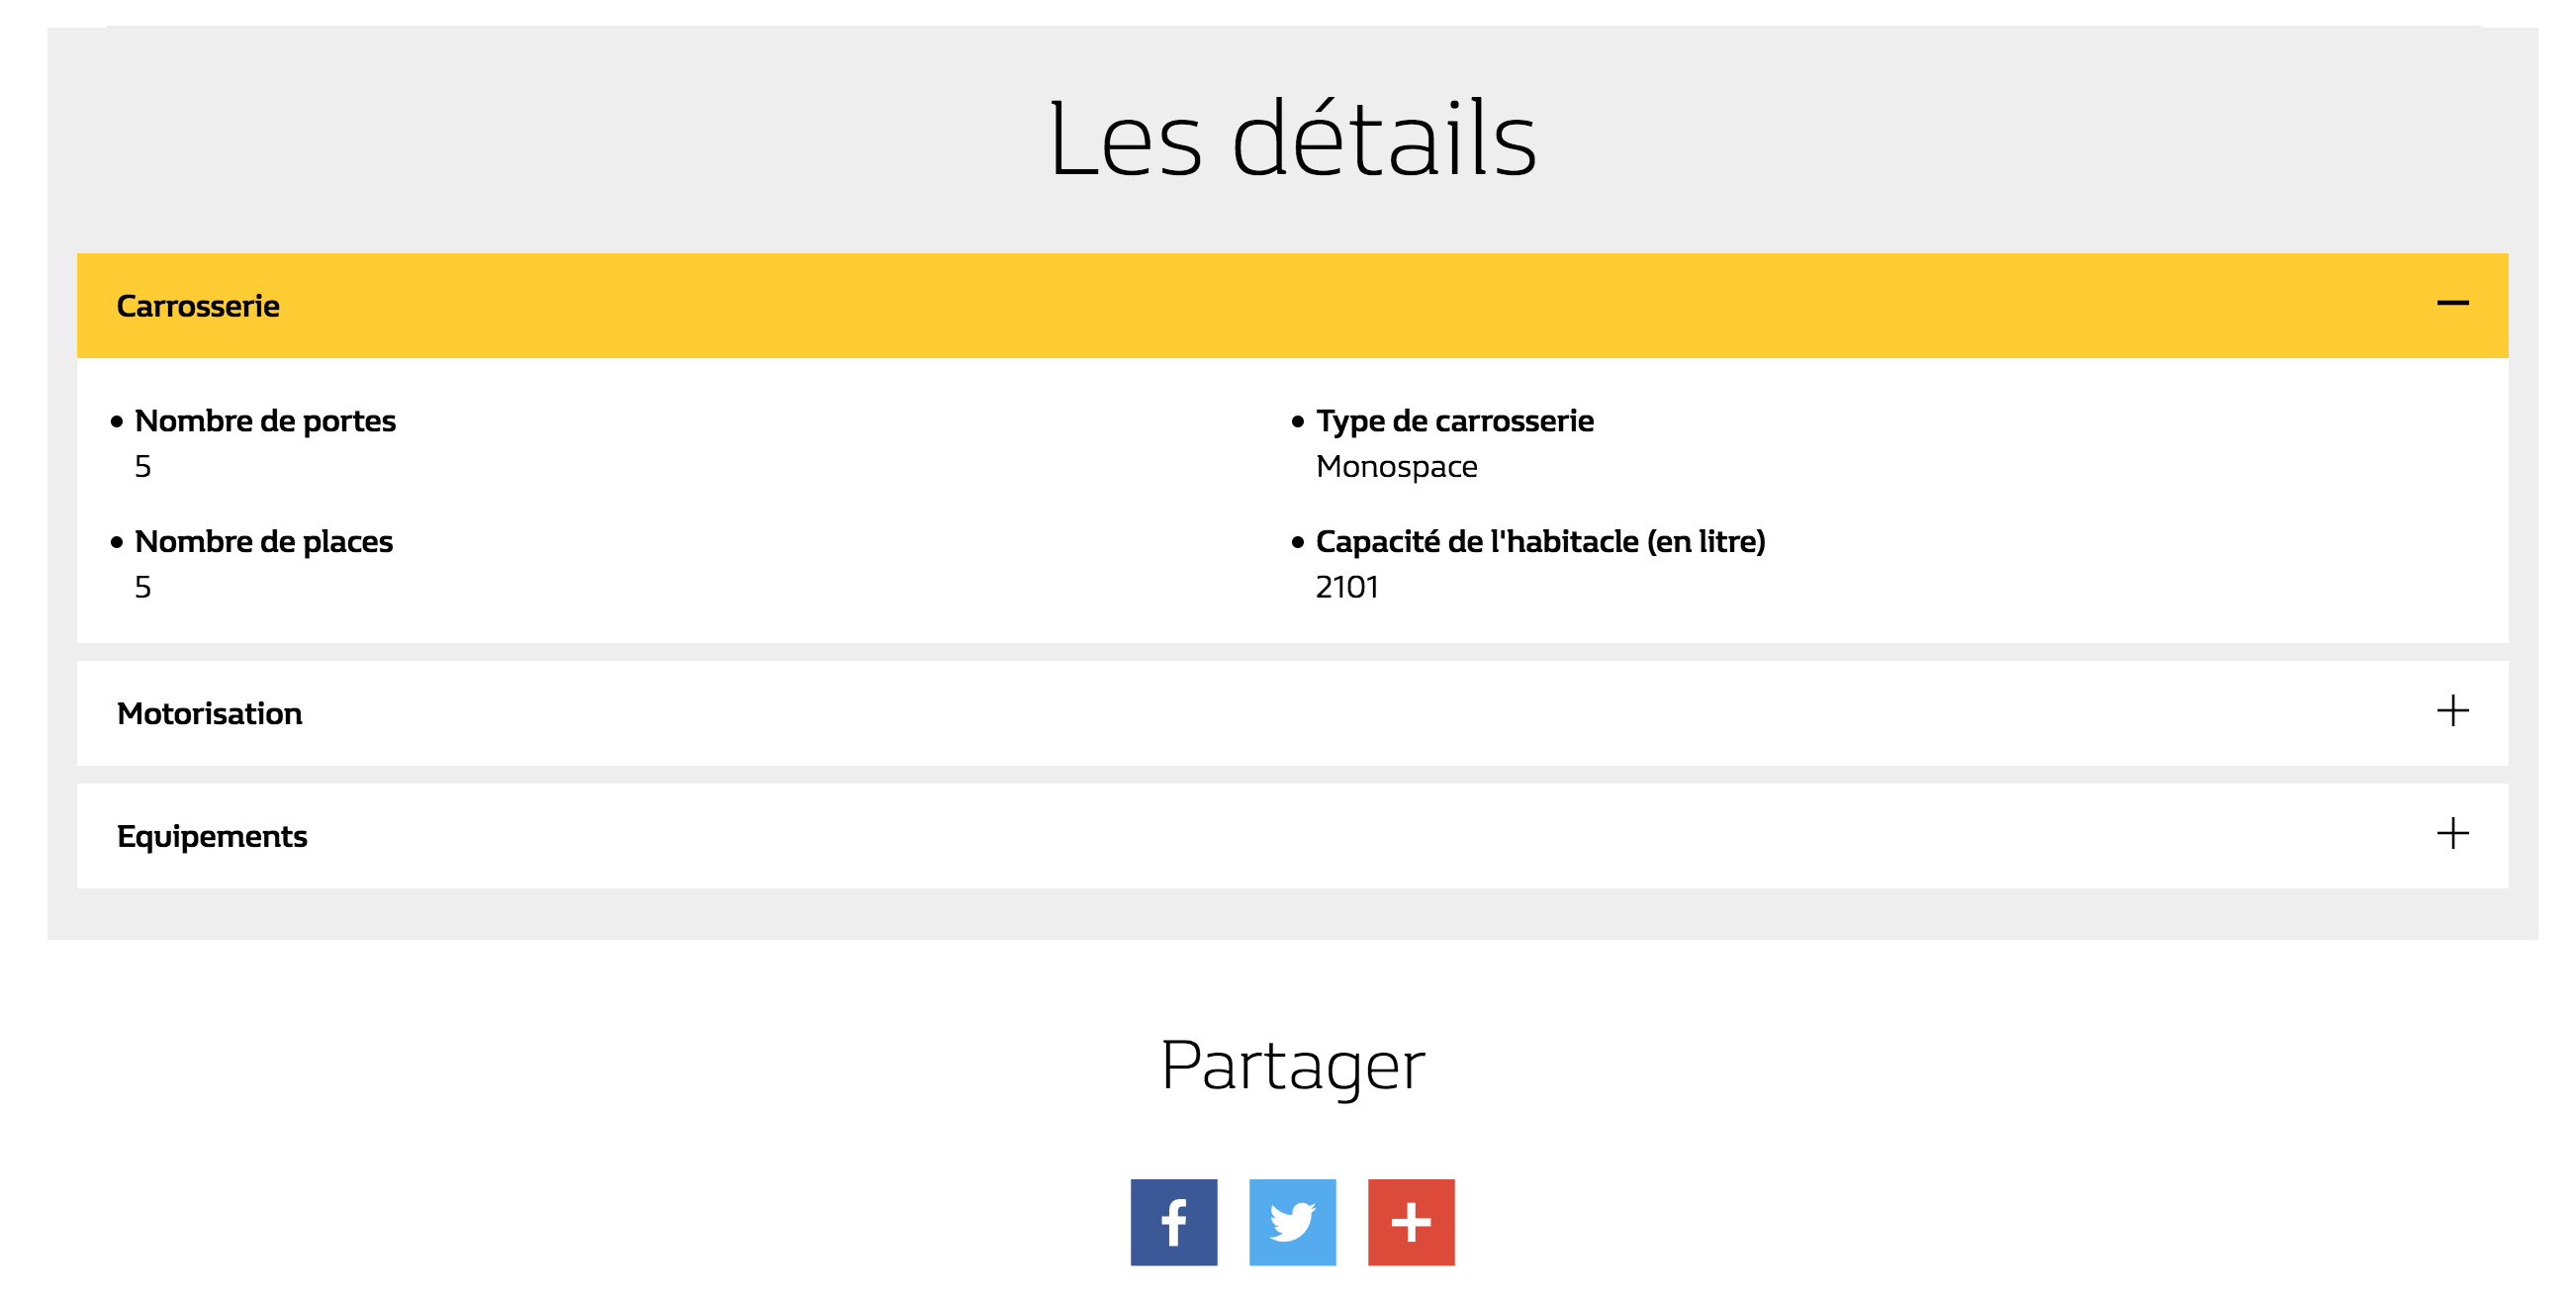 Les détails
Carrosserie
Nombre de portes
5
Nombre de places
5
Type de carrosserie
Monospace
Capacité de l'habitacle (en litre)
2101
Motorisation
Equipements
Partager